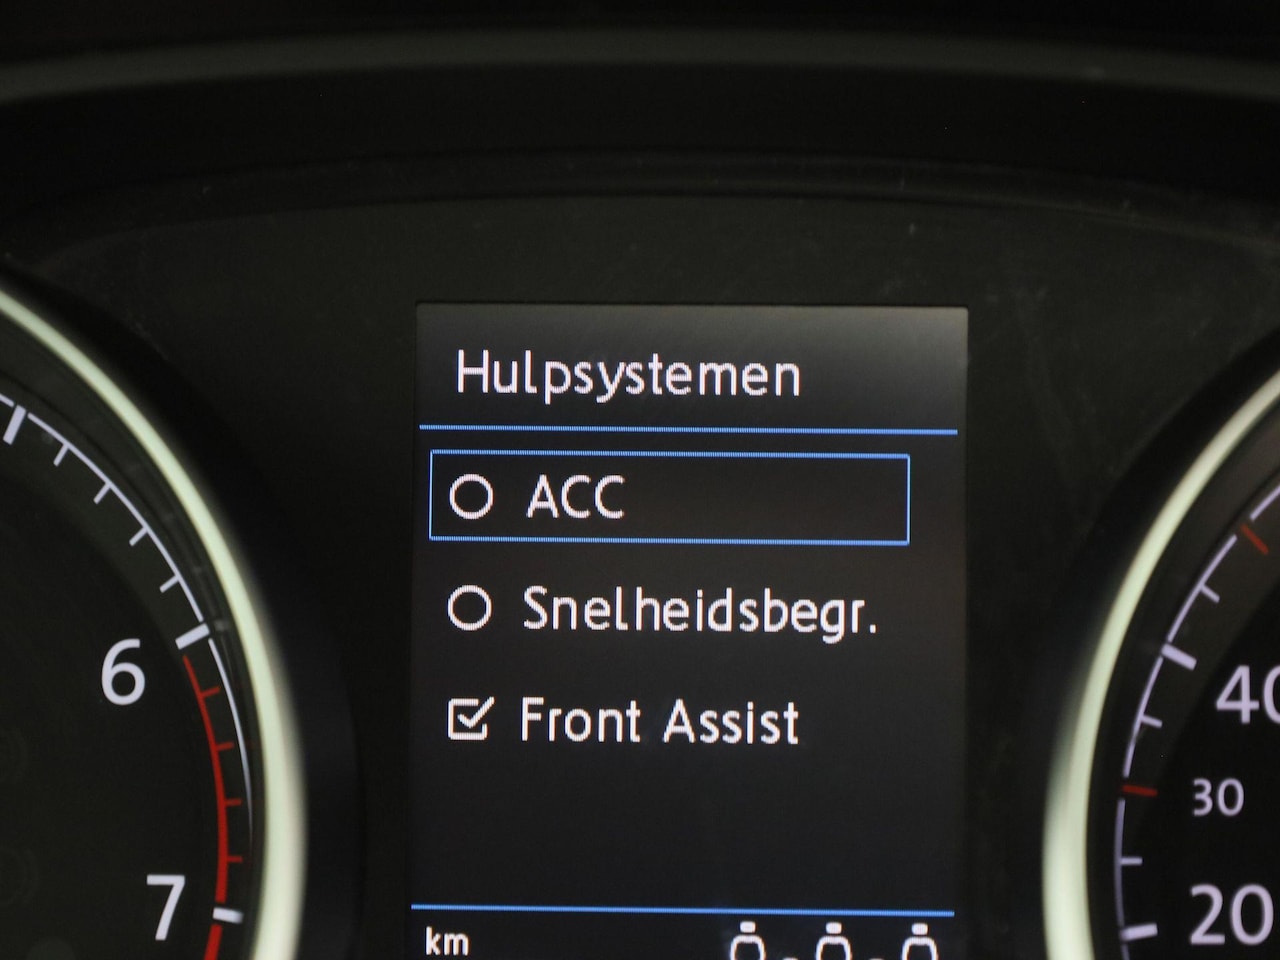 Hulpsystemen
ACC
Snelheidsbegr.
Front Assist
km
6
7
40
30
20